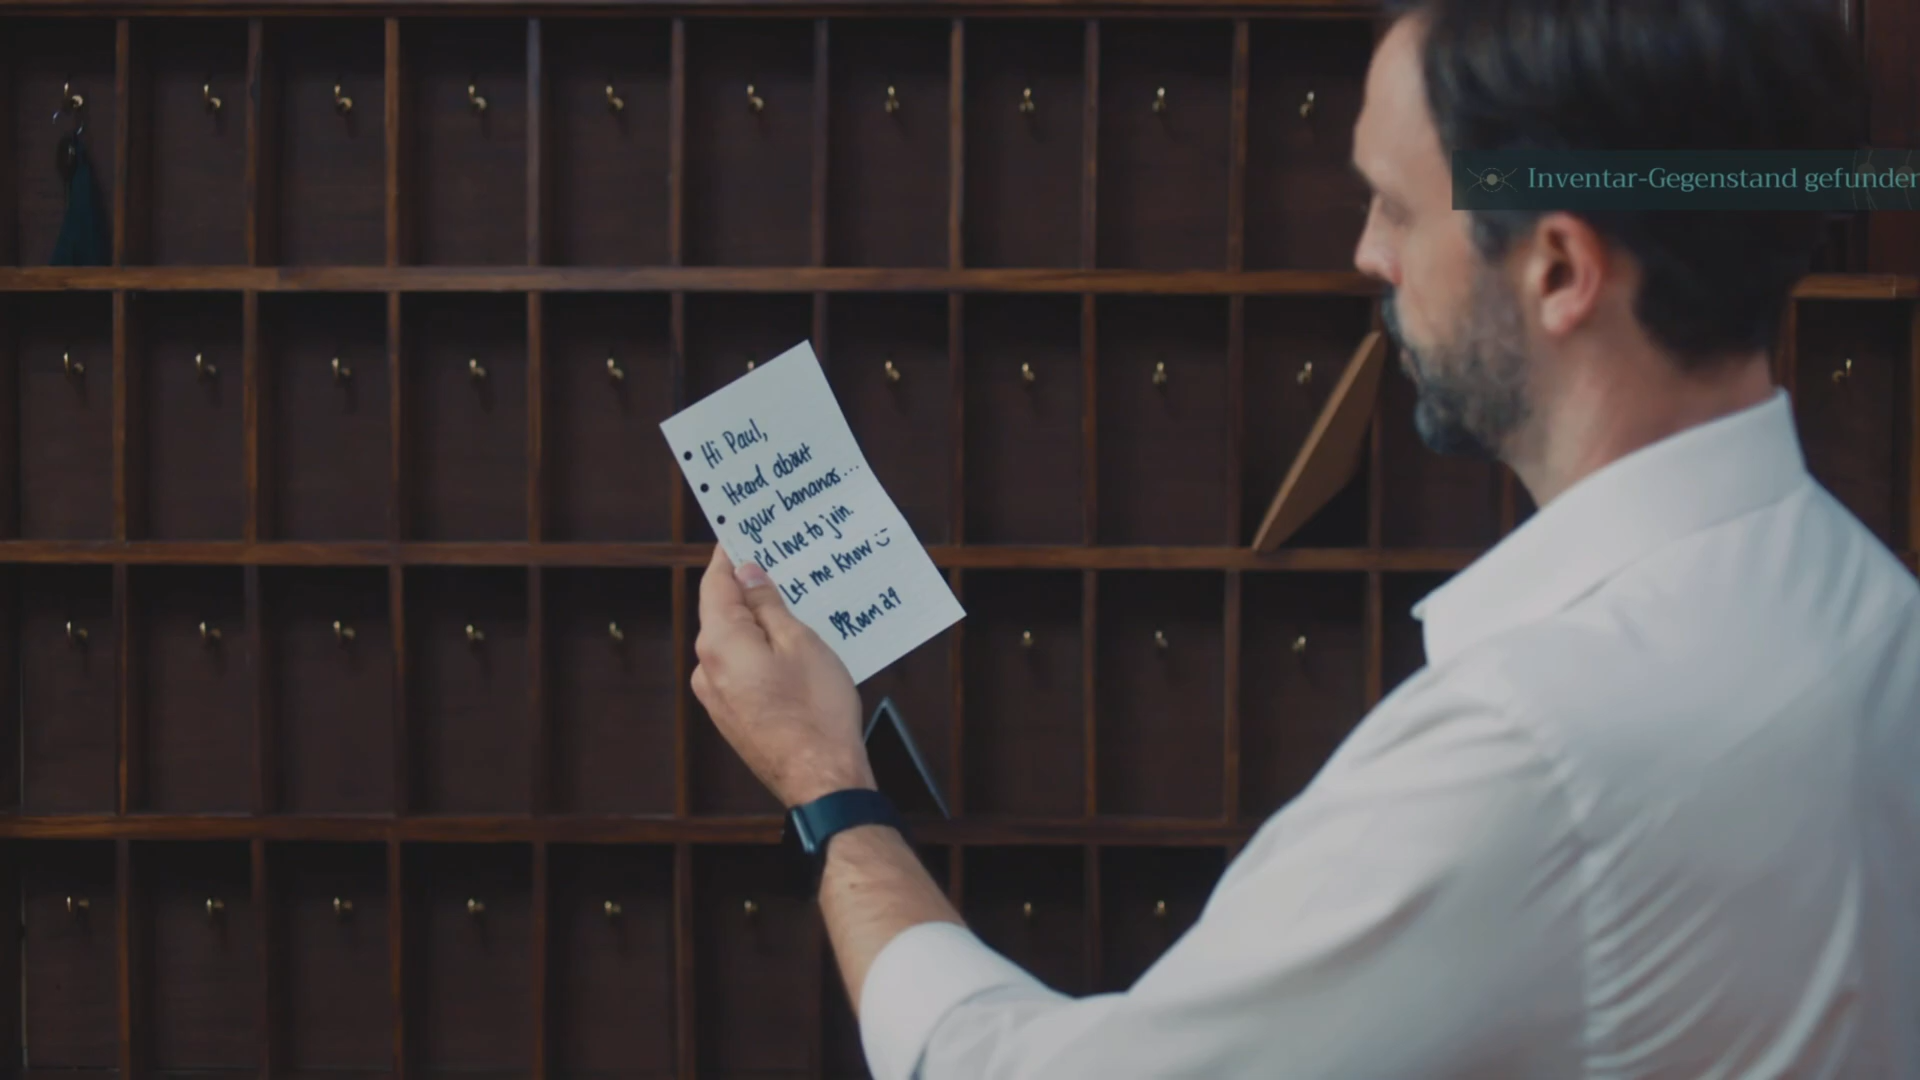 Inventar-Gegenstand gefunden
Hi Paul,
Heard about
your bananas...
I'd love to join.
Let me know :)
Room 29